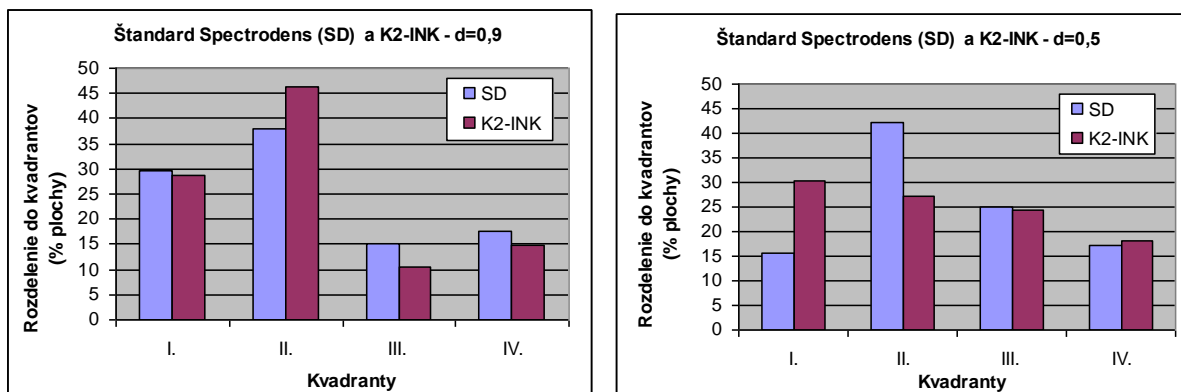 Štandard Spectrodens (SD) a K2-INK - d=0,9
Rozdelenie do kvadrantov
(% plochy)
50
45
40
35
30
25
20
15
10
5
0
SD
K2-INK
I. II. III. IV.
Kvadranty
Štandard Spectrodens (SD) a K2-INK - d=0,5
Rozdelenie do kvadrantov
(% plochy)
50
45
40
35
30
25
20
15
10
5
0
SD
K2-INK
I. II. III. IV.
Kvadranty